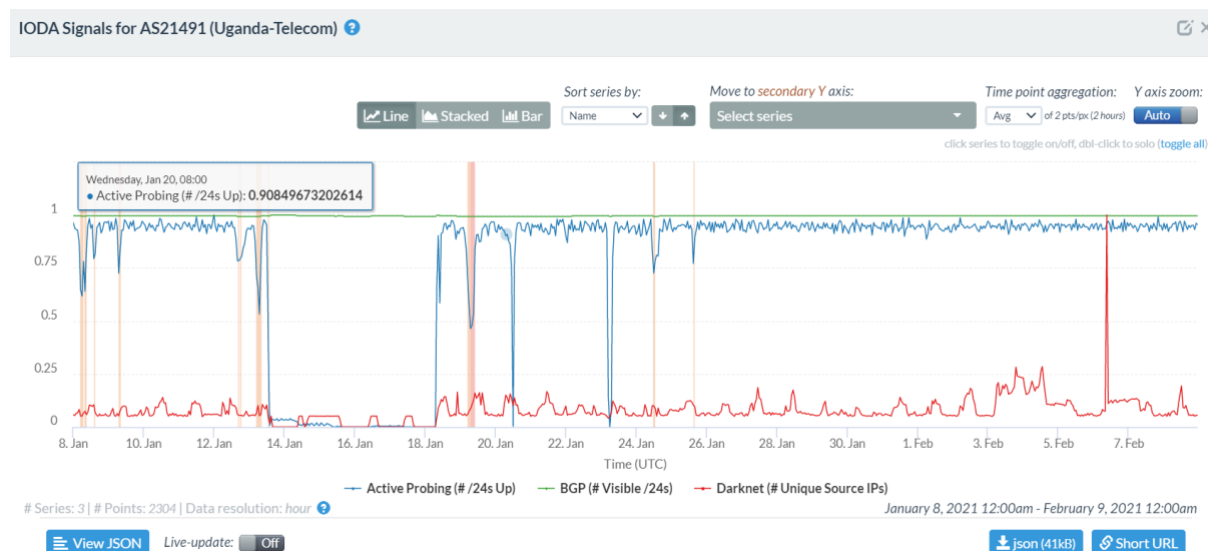 IODA Signals for AS21491 (Uganda-Telecom) ?
Sort series by: Move to secondary Y axis: Time point aggregation: Y axis zoom:
Line Stacked Bar Name Select series Avg of 2 pts/px (2 hours) Auto
click series to toggle on/off, dbl-click to solo (toggle all)
Wednesday, Jan 20, 08:00
• Active Probing (# /24s Up): 0.90849673202614
1
0.75
0.5
0.25
0
8. Jan 10. Jan 12. Jan 14. Jan 16. Jan 18. Jan 20. Jan 22. Jan 24. Jan 26. Jan 28. Jan 30. Jan 1. Feb 3. Feb 5. Feb 7. Feb
Time (UTC)
Active Probing (# /24s Up) BGP (# Visible /24s) Darknet (# Unique Source IPs)
# Series: 3 | # Points: 2304 | Data resolution: hour ? January 8, 2021 12:00am - February 9, 2021 12:00am
View JSON Live-update: Off json (41kB) Short URL